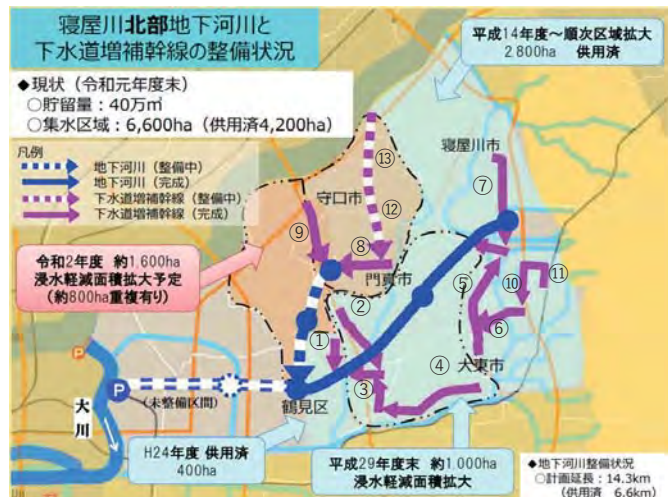 寝屋川北部地下河川と
下水道増補幹線の整備状況
◆現状（令和元年度末）
○貯留量：40万㎥
○集水区域：6,600ha（供用済4,200ha）
凡例
地下河川（整備中）
地下河川（完成）
下水道増補幹線（整備中）
下水道増補幹線（完成）
平成14年度～順次区域拡大
2,800ha　供用済
寝屋川市
⑦
⑬
守口市
⑫
⑨
⑧
門真市
令和2年度　約1,600ha
浸水軽減面積拡大予定
（約800ha重複有り）
②
①
⑤
⑩
⑪
⑥
④
③
大東市
P
P
（未整備区間）
鶴見区
大川
H24年度 供用済
400ha
平成29年度末　約1,000ha
浸水軽減面積拡大
◆地下河川整備状況
○計画延長：14.3km
（供用済　6.6km）